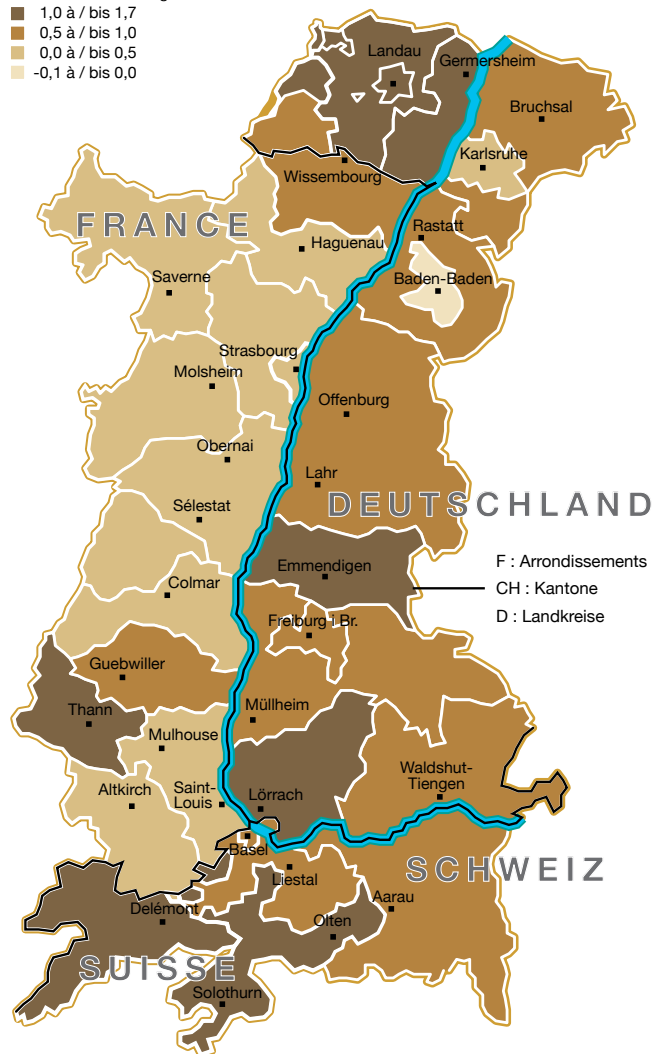 1,0 à / bis 1,7
0,5 à / bis 1,0
0,0 à / bis 0,5
-0,1 à / bis 0,0
Landau
Germersheim
Bruchsal
Karlsruhe
Wissembourg
FRANCE
Rastatt
Haguenau
Baden-Baden
Saverne
Strasbourg
Molsheim
Offenburg
Obernai
Lahr
DEUTSCHLAND
Sélestat
F : Arrondissements
Emmendigen
CH : Kantone
Colmar
D : Landkreise
Freiburg i Br.
Guebwiller
Thann
Müllheim
Mulhouse
Waldshut-
Tiengen
Altkirch
Saint-
Louis
Lörrach
Basel
SCHWEIZ
Liestal
Aarau
Delémont
Olten
SUISSE
Solothurn